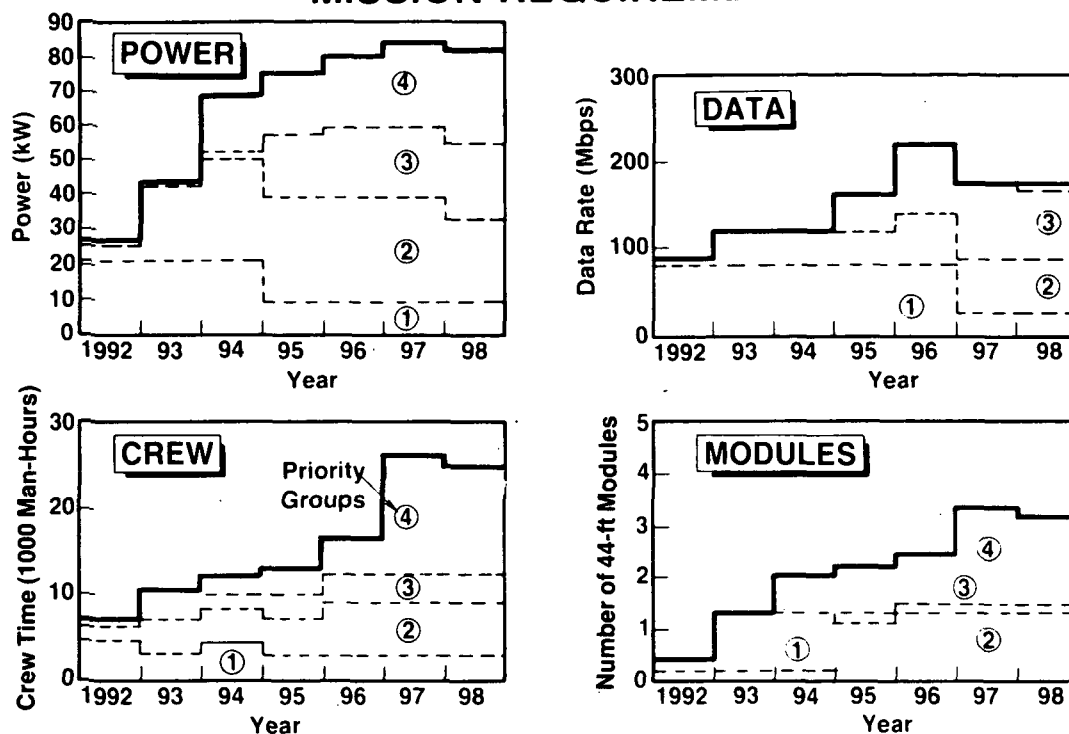 POWER
Power (kW)
90
80
70
60
50
40
30
20
10
0
④
③
②
①
1992 93 94 95 96 97 98
Year
DATA
Data Rate (Mbps)
300
200
100
0
③
②
①
1992 93 94 95 96 97 98
Year
CREW
Crew Time (1000 Man-Hours)
30
20
10
0
Priority
Groups
④
③
②
①
1992 93 94 95 96 97 98
Year
MODULES
Number of 44-ft Modules
5
4
3
2
1
0
④
③
②
①
1992 93 94 95 96 97 98
Year